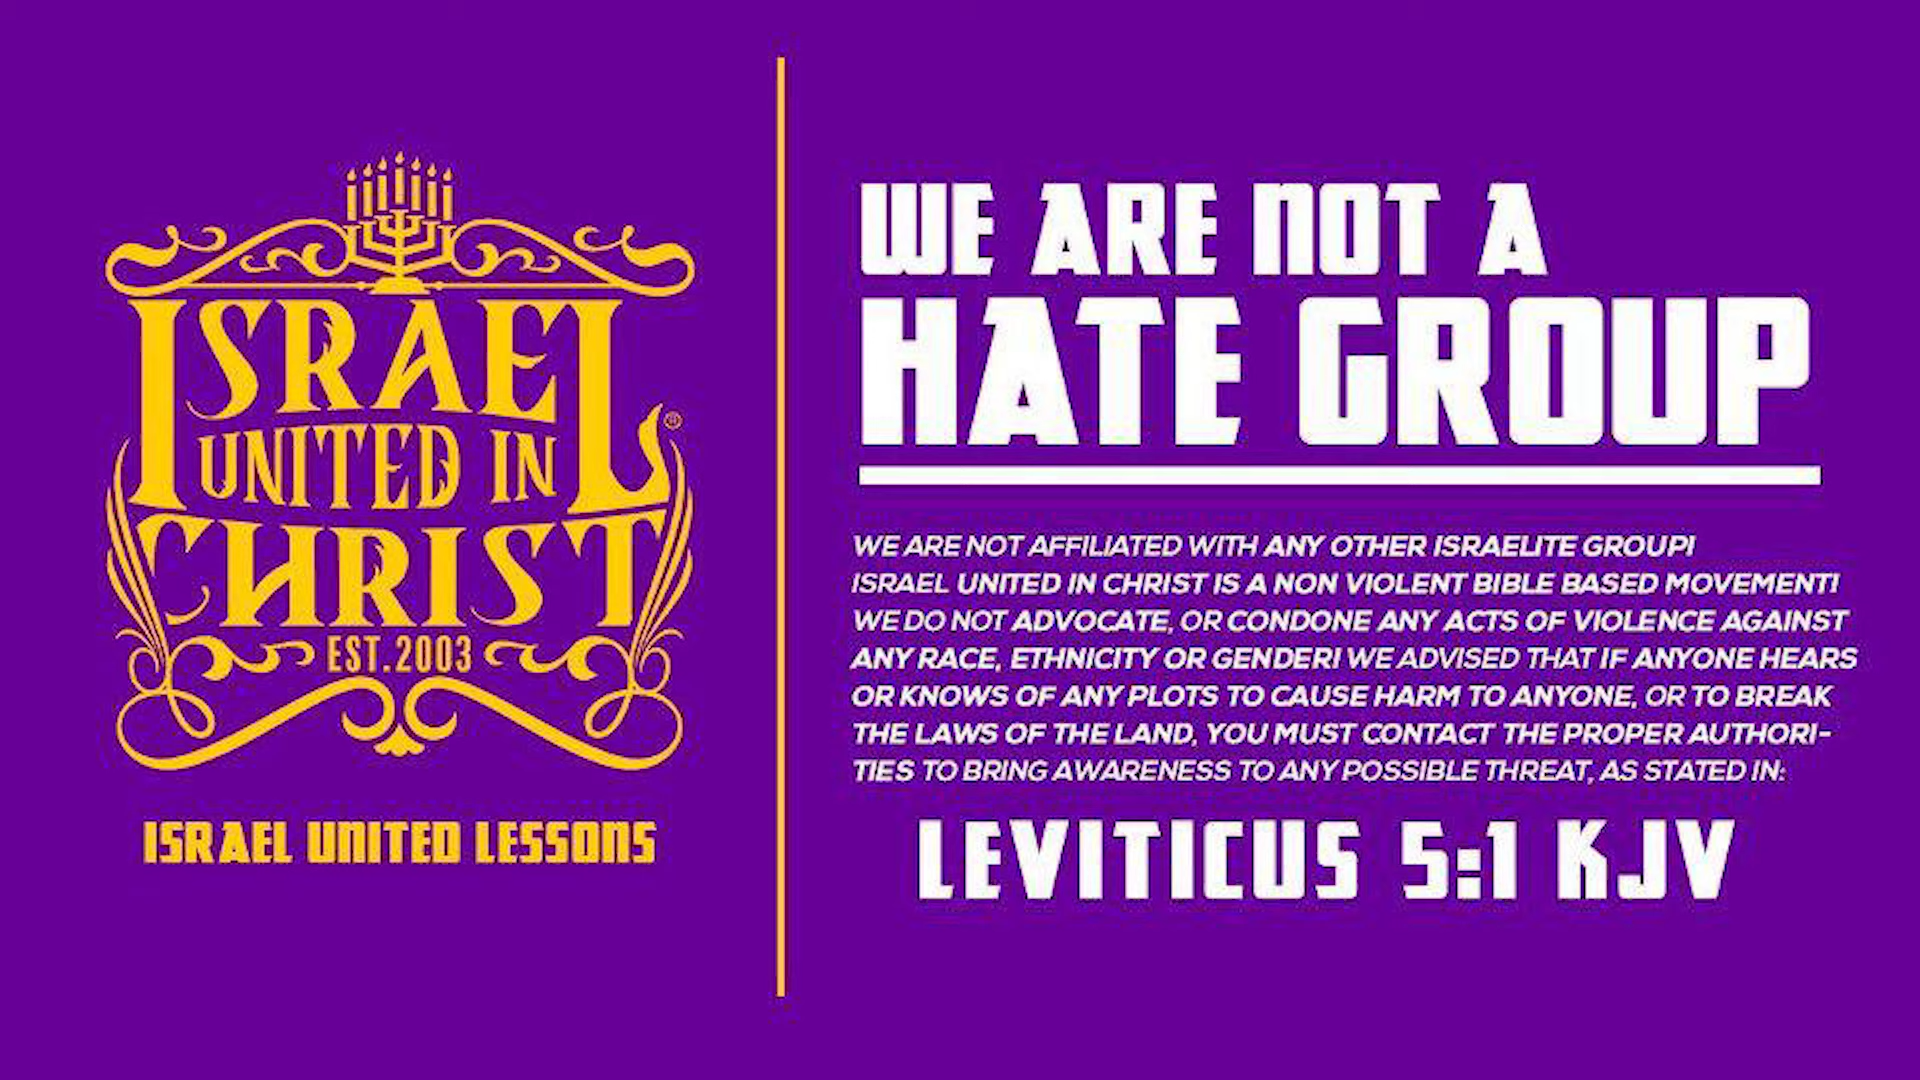 ISRAEL
UNITED IN
CHRIST
®
EST.2003
ISRAEL UNITED LESSONS
WE ARE NOT A
HATE GROUP
WE ARE NOT AFFILIATED WITH ANY OTHER ISRAELITE GROUP!
ISRAEL UNITED IN CHRIST IS A NON VIOLENT BIBLE BASED MOVEMENT!
WE DO NOT ADVOCATE, OR CONDONE ANY ACTS OF VIOLENCE AGAINST
ANY RACE, ETHNICITY OR GENDER! WE ADVISED THAT IF ANYONE HEARS
OR KNOWS OF ANY PLOTS TO CAUSE HARM TO ANYONE, OR TO BREAK
THE LAWS OF THE LAND, YOU MUST CONTACT THE PROPER AUTHORI-
TIES TO BRING AWARENESS TO ANY POSSIBLE THREAT, AS STATED IN:
LEVITICUS 5:1 KJV